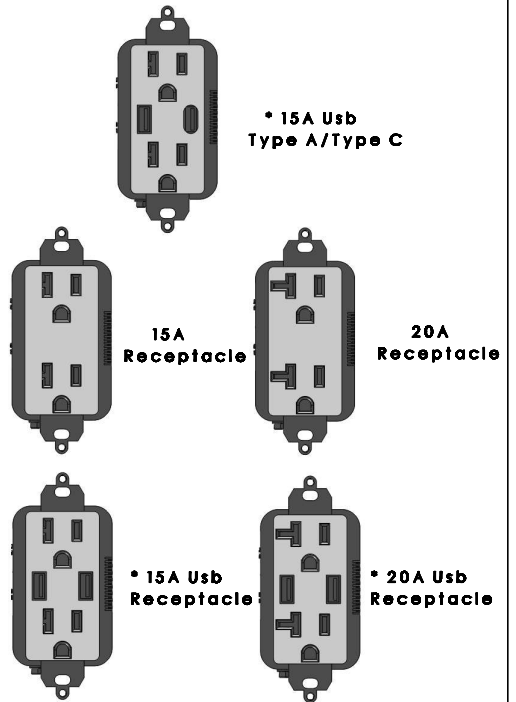 * 15A Usb
Type A/Type C
15A
Receptacle
20A
Receptacle
* 15A Usb
Receptacle
* 20A Usb
Receptacle